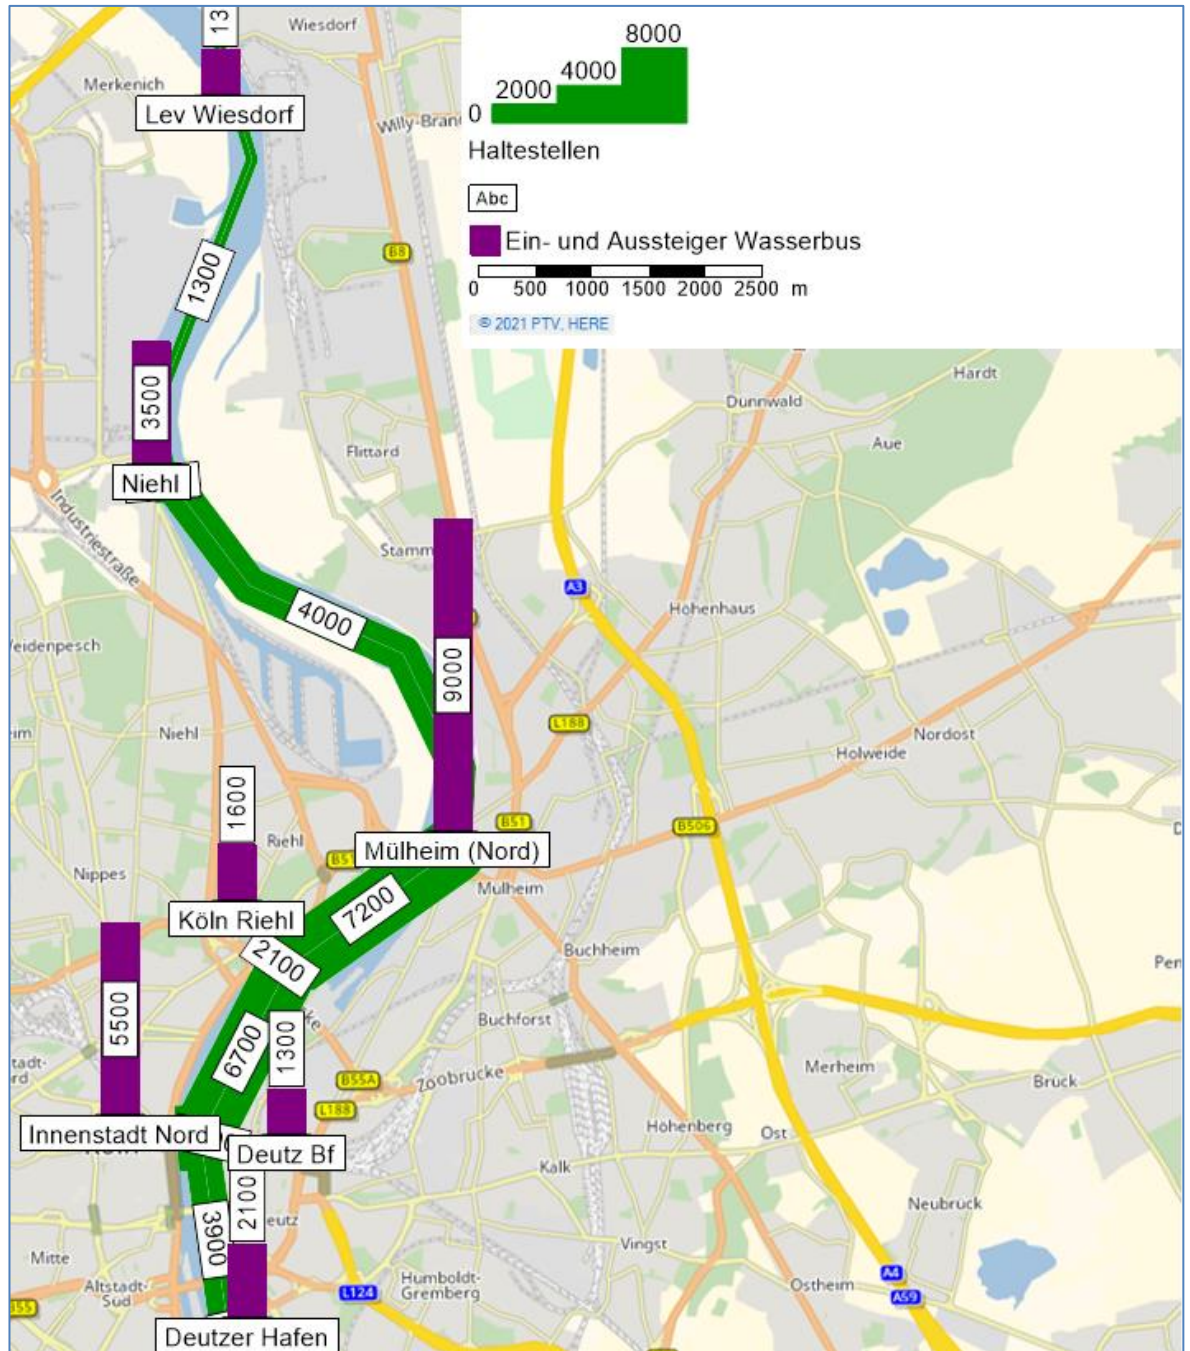 13
Wiesdorf
Merkenich
Lev Wiesdorf
0
2000
4000
8000
Haltestellen
Abc
Ein- und Aussteiger Wasserbus
0 500 1000 1500 2000 2500 m
© 2021 PTV, HERE
B8
1300
3500
Niehl
Industriestraße
Flittard
Hardt
Dünnwald
Aue
A3
Höhenhaus
4000
9000
L188
Nordost
Holweide
Niehl
1600
Riehl
B51
B506
Mülheim (Nord)
Nippes
Köln Riehl
7200
Mülheim
2100
Buchheim
5500
6700
1300
Buchforst
Zoobrücke
B55A
L188
Merheim
Brück
Innenstadt Nord
Deutz Bf
Höhenberg
Ost
Kalk
3900
2100
Neubrück
Vingst
Mitte
Altstadt-
Süd
L124
Humboldt-
Gremberg
A4
A59
Ostheim
Deutzer Hafen